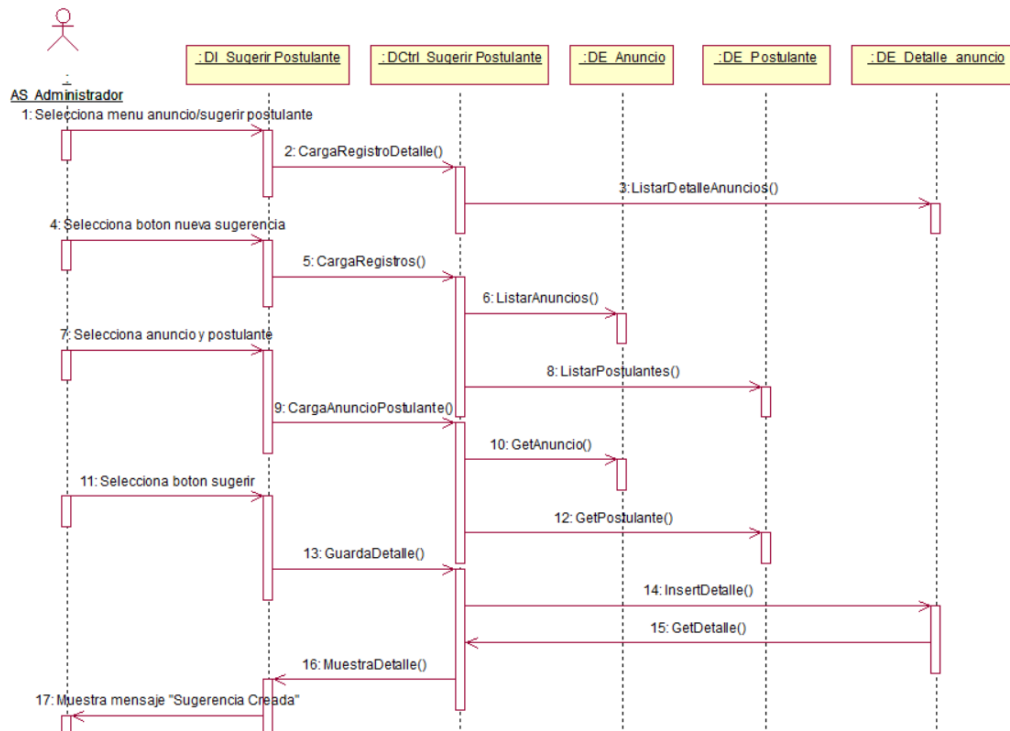 : DI_Sugerir Postulante
: DCtrl_Sugerir Postulante
: DE_Anuncio
: DE_Postulante
: DE_Detalle_anuncio
:
AS_Administrador
1: Selecciona menu anuncio/sugerir postulante
2: CargaRegistroDetalle()
3: ListarDetalleAnuncios()
4: Selecciona boton nueva sugerencia
5: CargaRegistros()
6: ListarAnuncios()
7: Selecciona anuncio y postulante
8: ListarPostulantes()
9: CargaAnuncioPostulante()
10: GetAnuncio()
11: Selecciona boton sugerir
12: GetPostulante()
13: GuardaDetalle()
14: InsertDetalle()
15: GetDetalle()
16: MuestraDetalle()
17: Muestra mensaje "Sugerencia Creada"